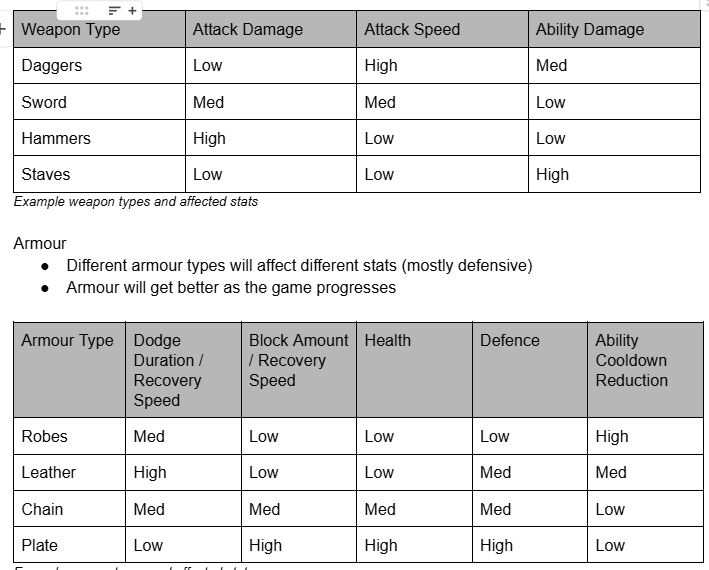 Weapon Type Attack Damage Attack Speed Ability Damage
Daggers Low High Med
Sword Med Med Low
Hammers High Low Low
Staves Low Low High
Example weapon types and affected stats
Armour
● Different armour types will affect different stats (mostly defensive)
● Armour will get better as the game progresses
Armour Type Dodge Duration / Recovery Speed Block Amount / Recovery Speed Health Defence Ability Cooldown Reduction
Robes Med Low Low Low High
Leather High Low Low Med Med
Chain Med Med Med Med Low
Plate Low High High High Low